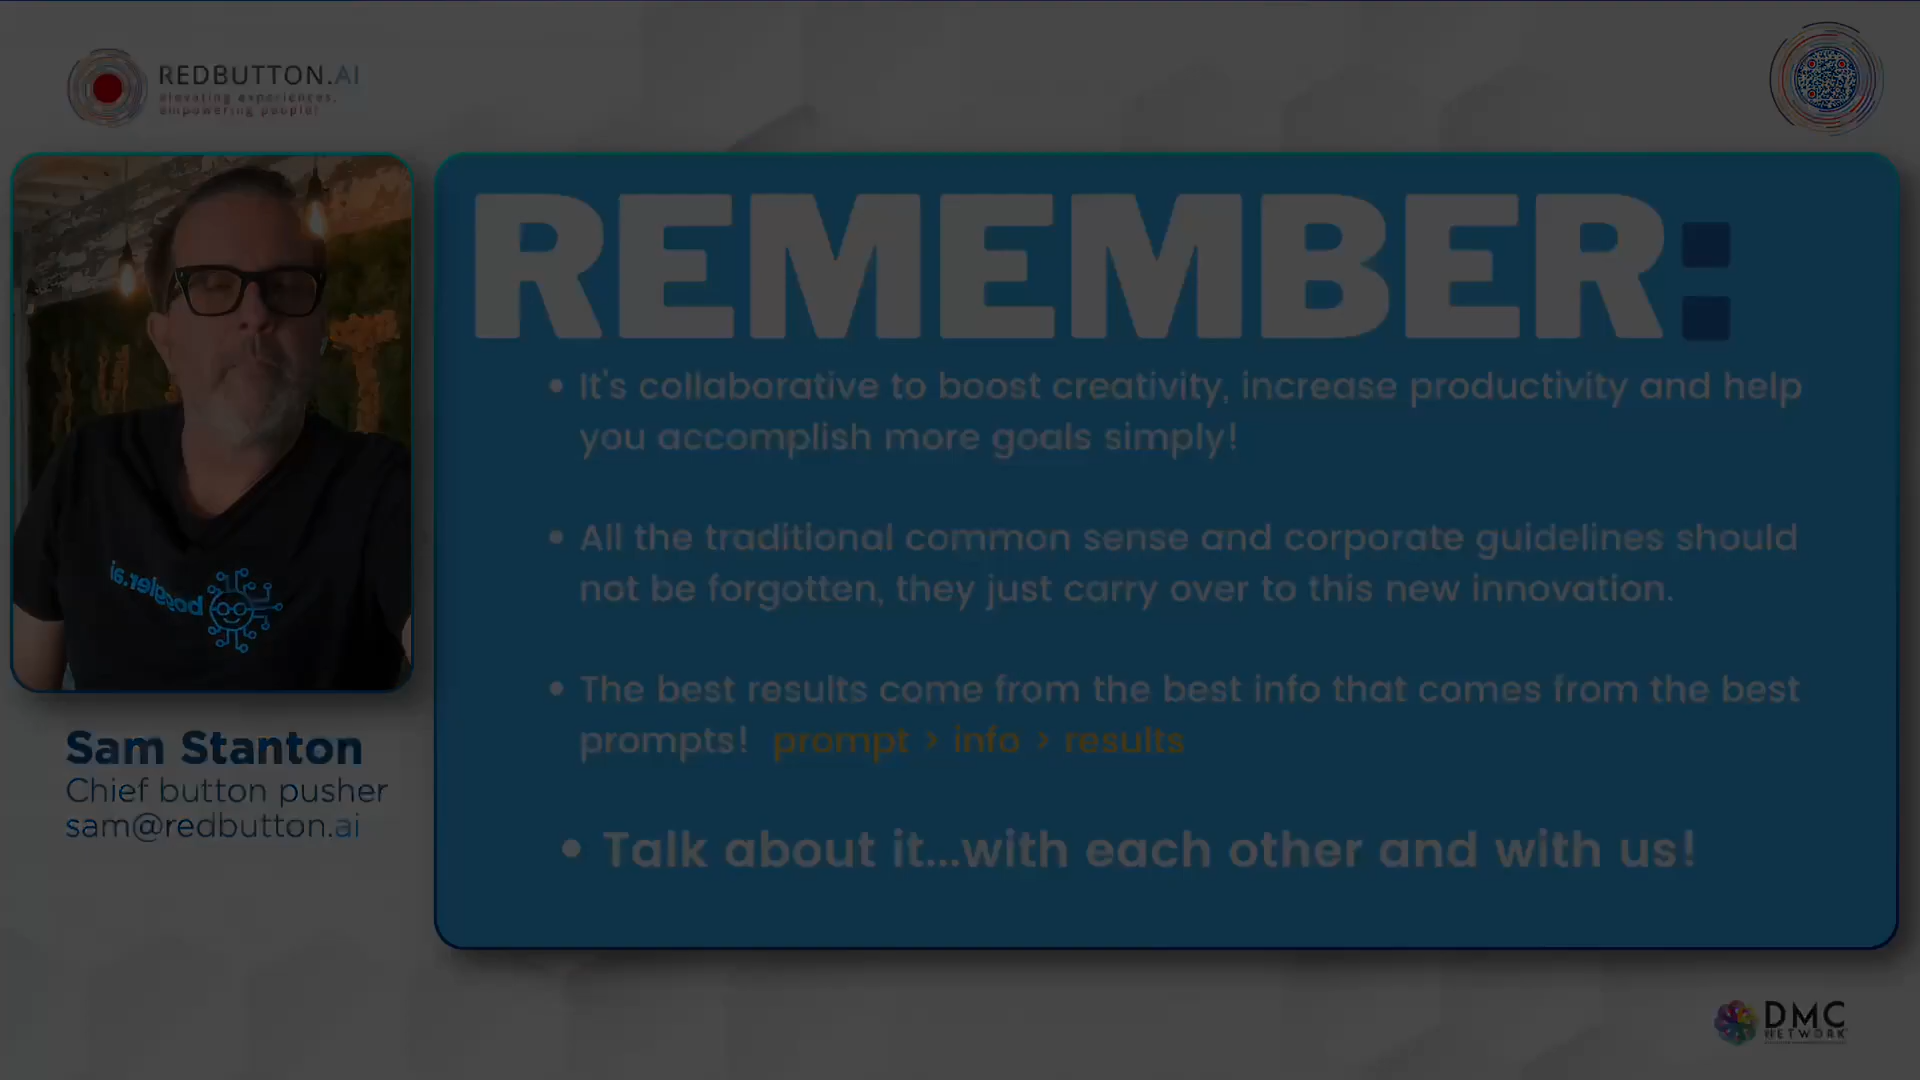 REDBUTTON.AI
elevating experiences,
empowering people!
REMEMBER:
• It's collaborative to boost creativity, increase productivity and help
you accomplish more goals simply!
• All the traditional common sense and corporate guidelines should
not be forgotten, they just carry over to this new innovation.
• The best results come from the best info that comes from the best
prompts! prompt > info > results
• Talk about it...with each other and with us!
boggler.ai
Sam Stanton
Chief button pusher
sam@redbutton.ai
DMC
NETWORK